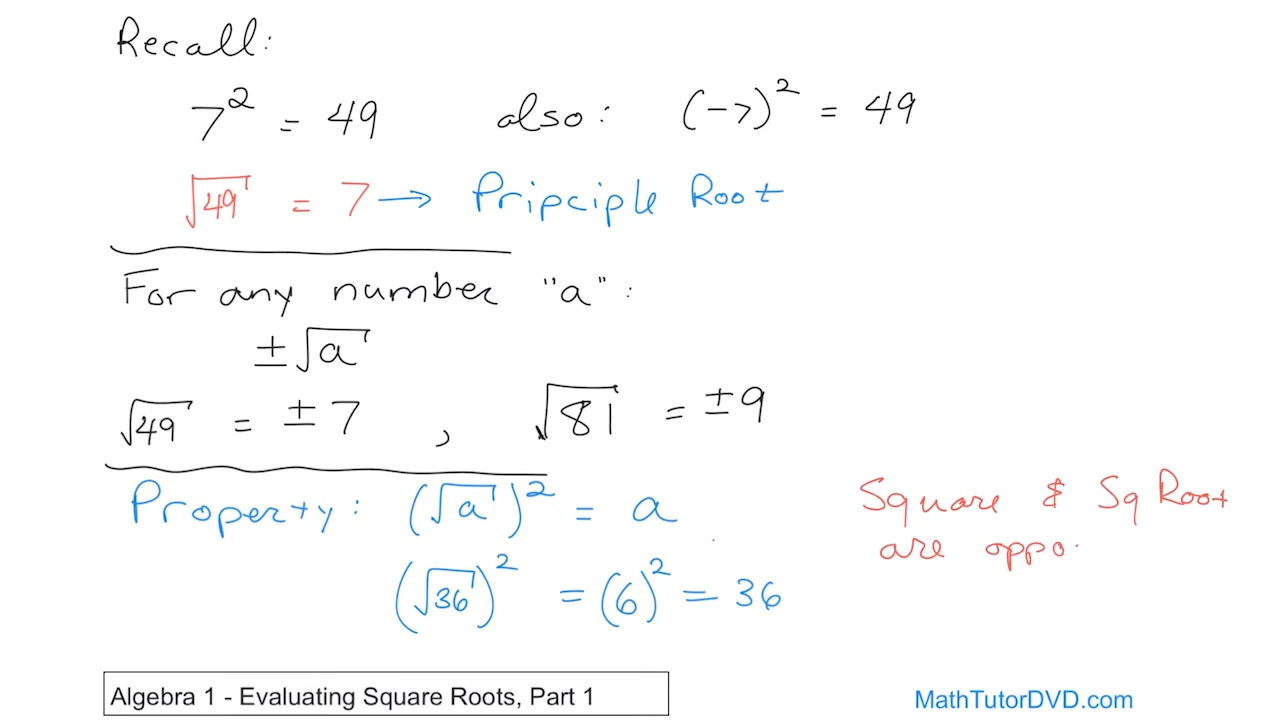 Recall:
7² = 49 also: (-7)² = 49
√49 = 7 → Pripciple Root
For any number "a":
±√a
√49 = ±7 , √81 = ±9
Property: (√a)² = a
(√36)² = (6)² = 36
Square & Sq Root
are oppo
Algebra 1 - Evaluating Square Roots, Part 1
MathTutorDVD.com